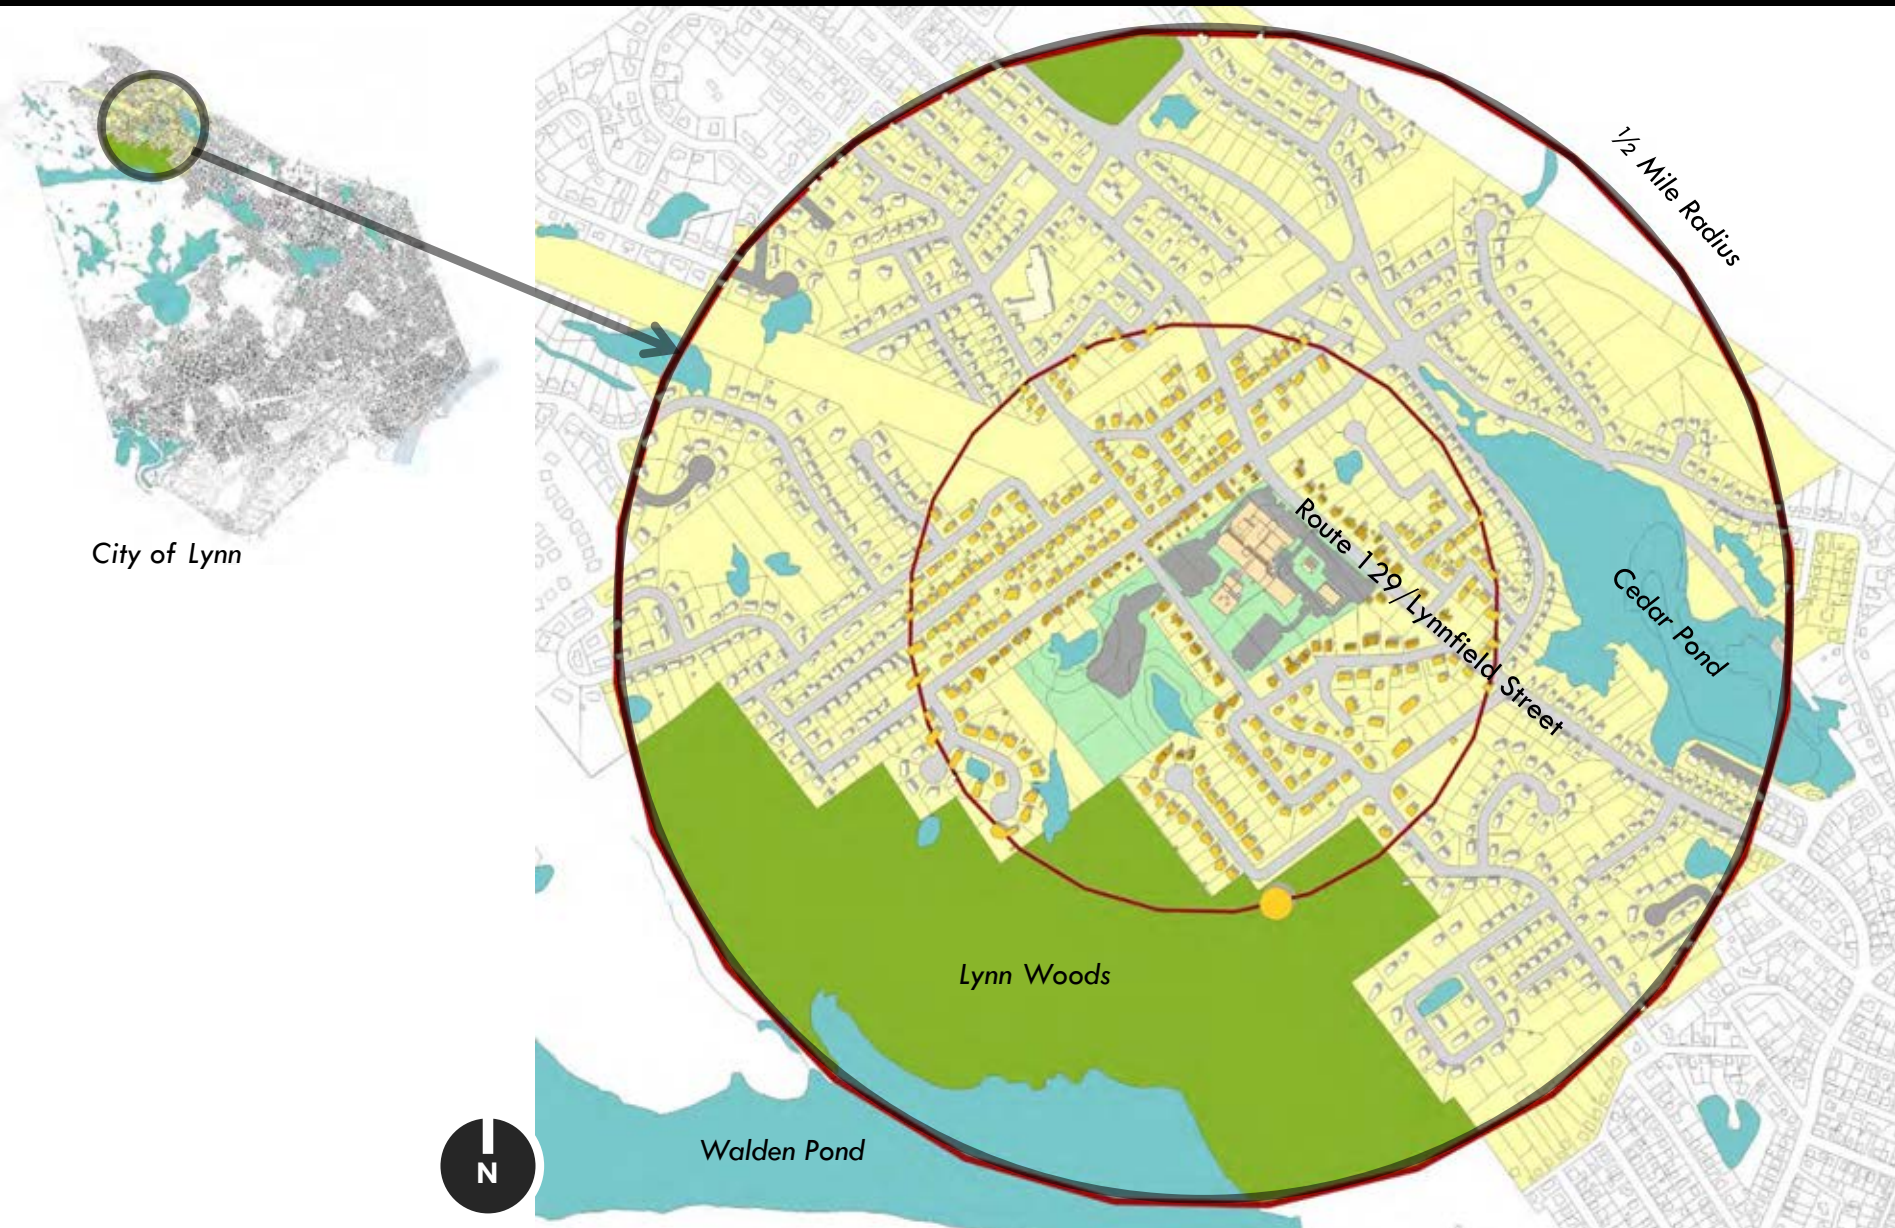 City of Lynn
½ Mile Radius
Route 129/Lynnfield Street
Cedar Pond
Lynn Woods
Walden Pond
N